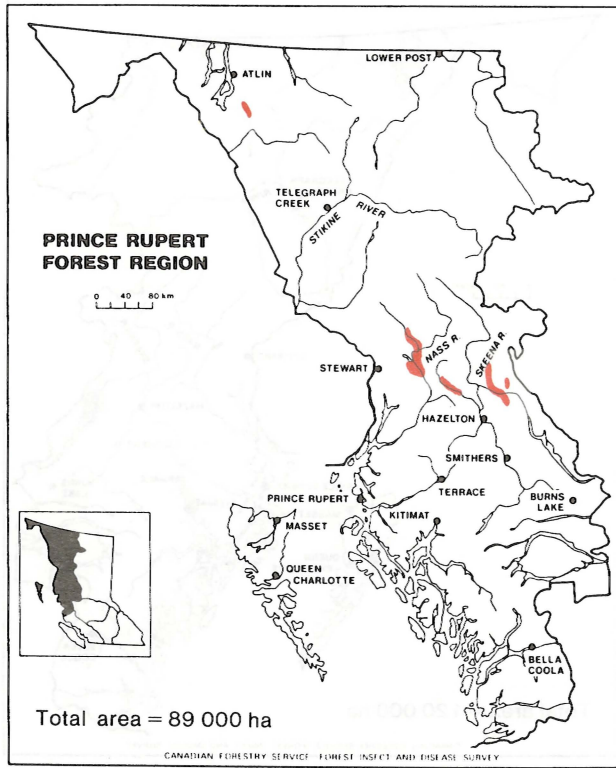 LOWER POST
ATLIN
TELEGRAPH
CREEK
STIKINE RIVER
PRINCE RUPERT
FOREST REGION
0 40 80 km
NASS R.
SKEENA R.
STEWART
HAZELTON
SMITHERS
TERRACE
BURNS
LAKE
PRINCE RUPERT
KITIMAT
MASSET
QUEEN
CHARLOTTE
BELLA
COOLA
Total area = 89 000 ha
CANADIAN FORESTRY SERVICE FOREST INSECT AND DISEASE SURVEY